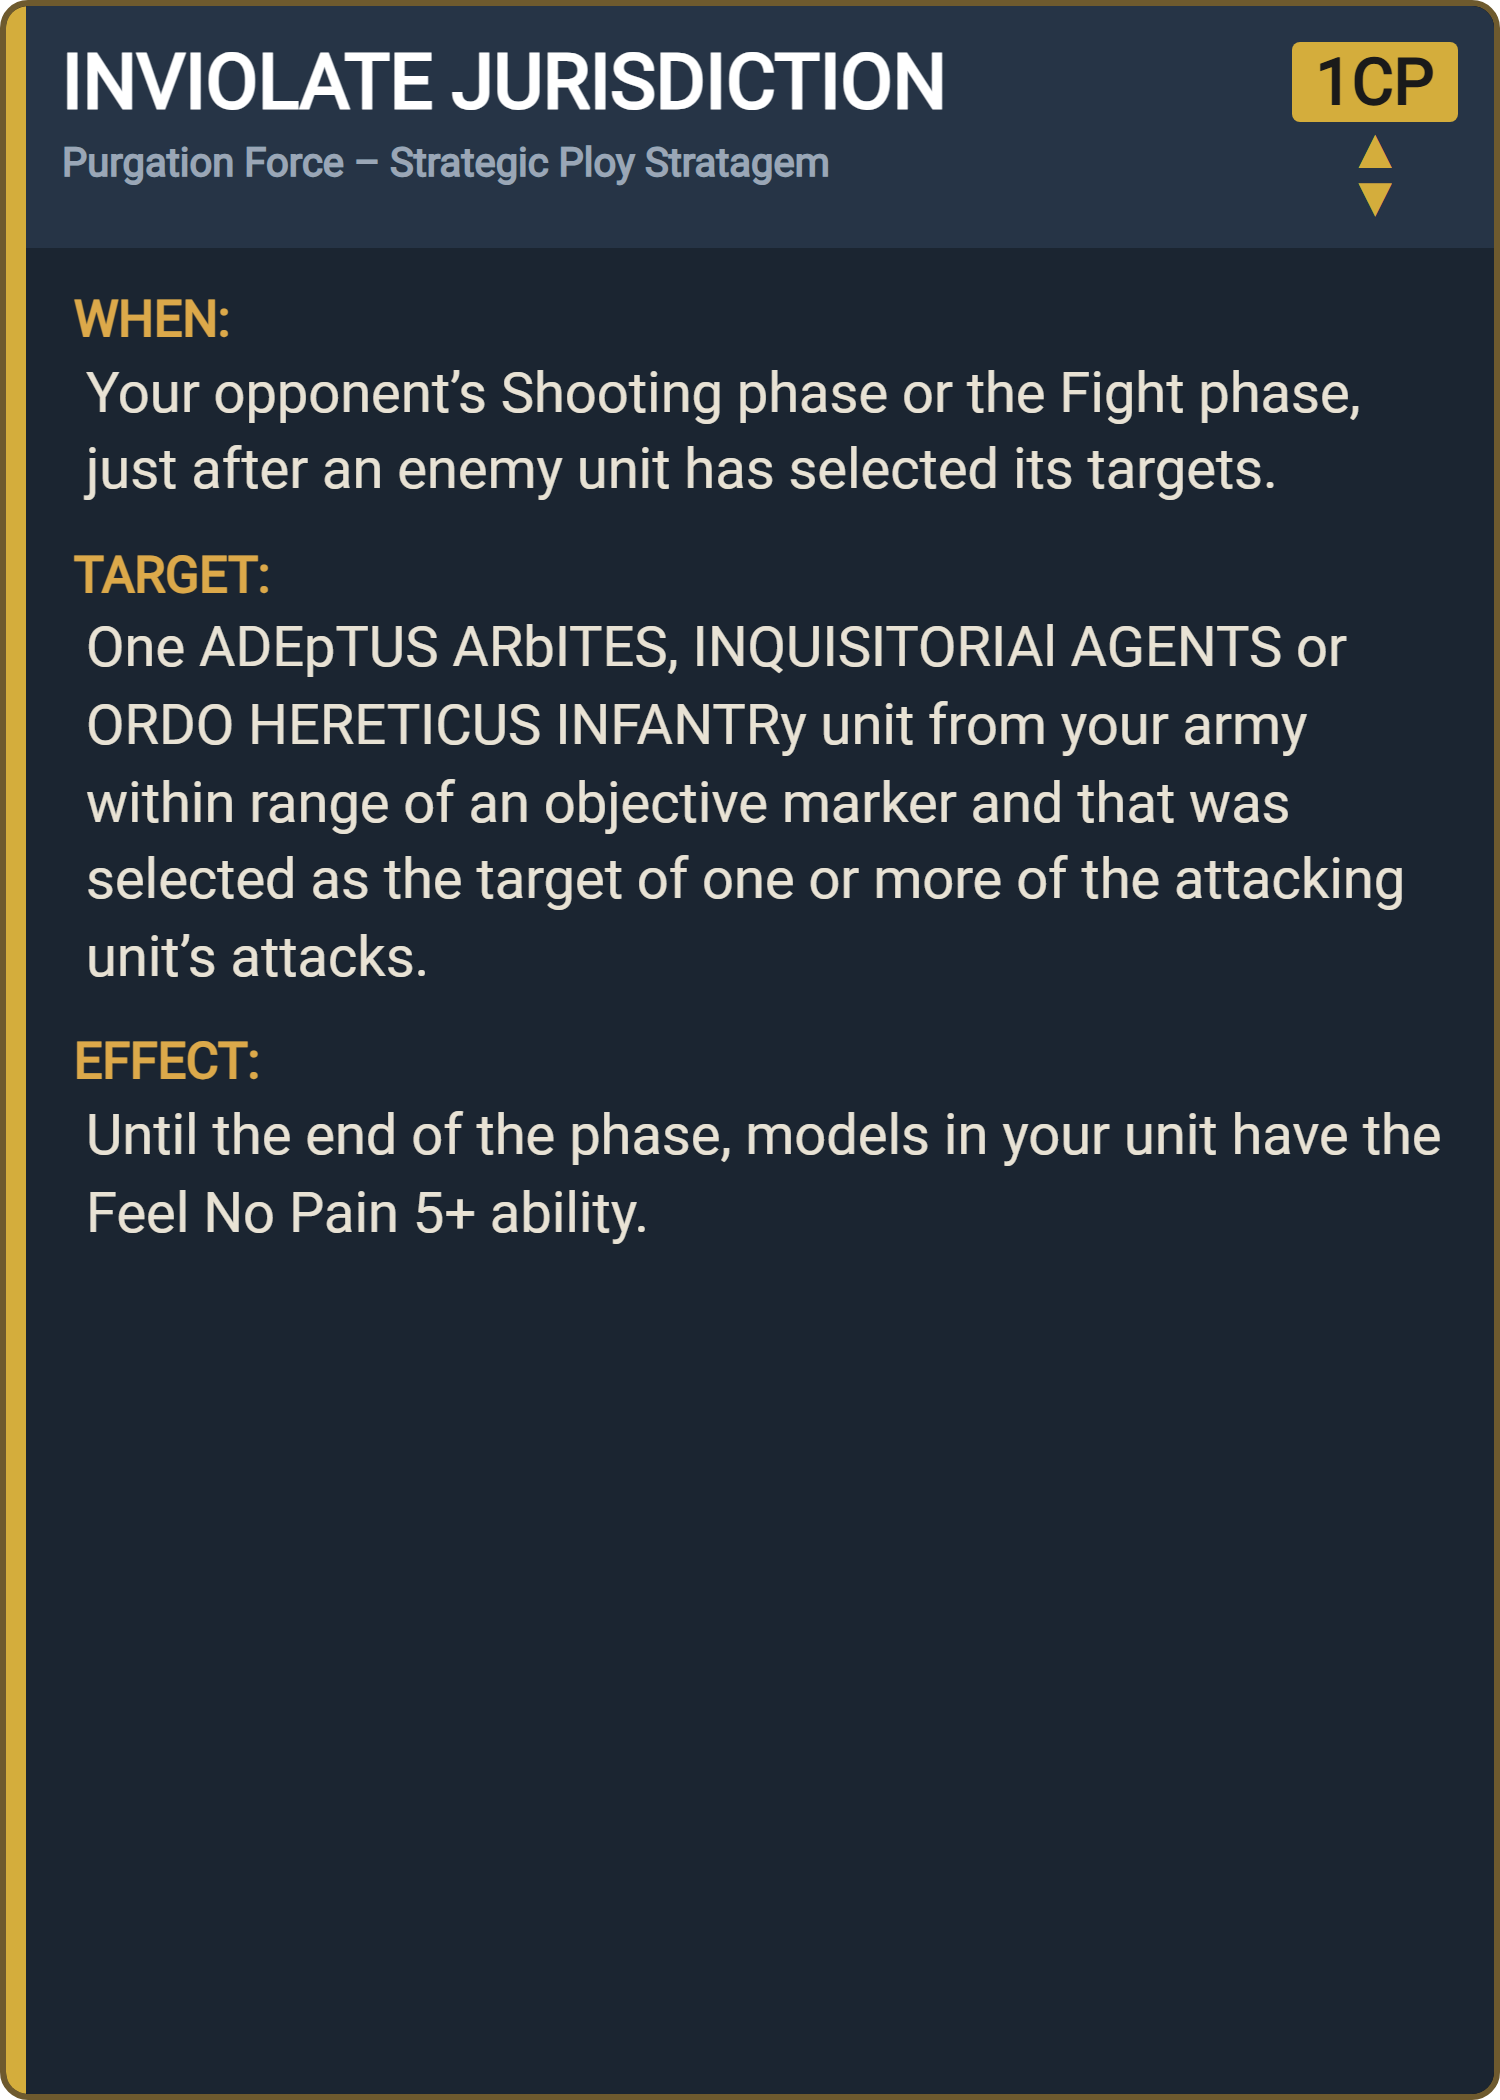 INVIOLATE JURISDICTION
1CP
Purgation Force – Strategic Ploy Stratagem
WHEN:
Your opponent’s Shooting phase or the Fight phase,
just after an enemy unit has selected its targets.
TARGET:
One ADEpTUS ARbITES, INQUISITORIAl AGENTS or
ORDO HERETICUS INFANTRy unit from your army
within range of an objective marker and that was
selected as the target of one or more of the attacking
unit’s attacks.
EFFECT:
Until the end of the phase, models in your unit have the
Feel No Pain 5+ ability.